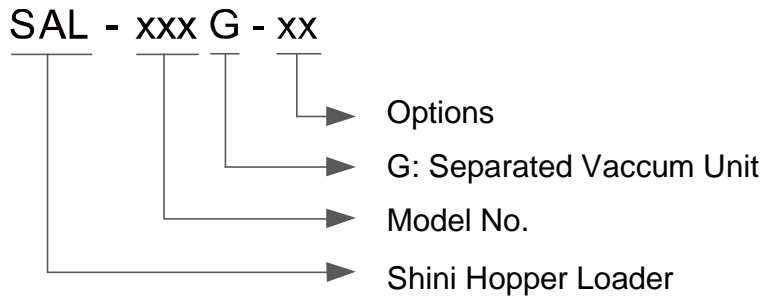 SAL - xxx G - xx
Options
G: Separated Vaccum Unit
Model No.
Shini Hopper Loader